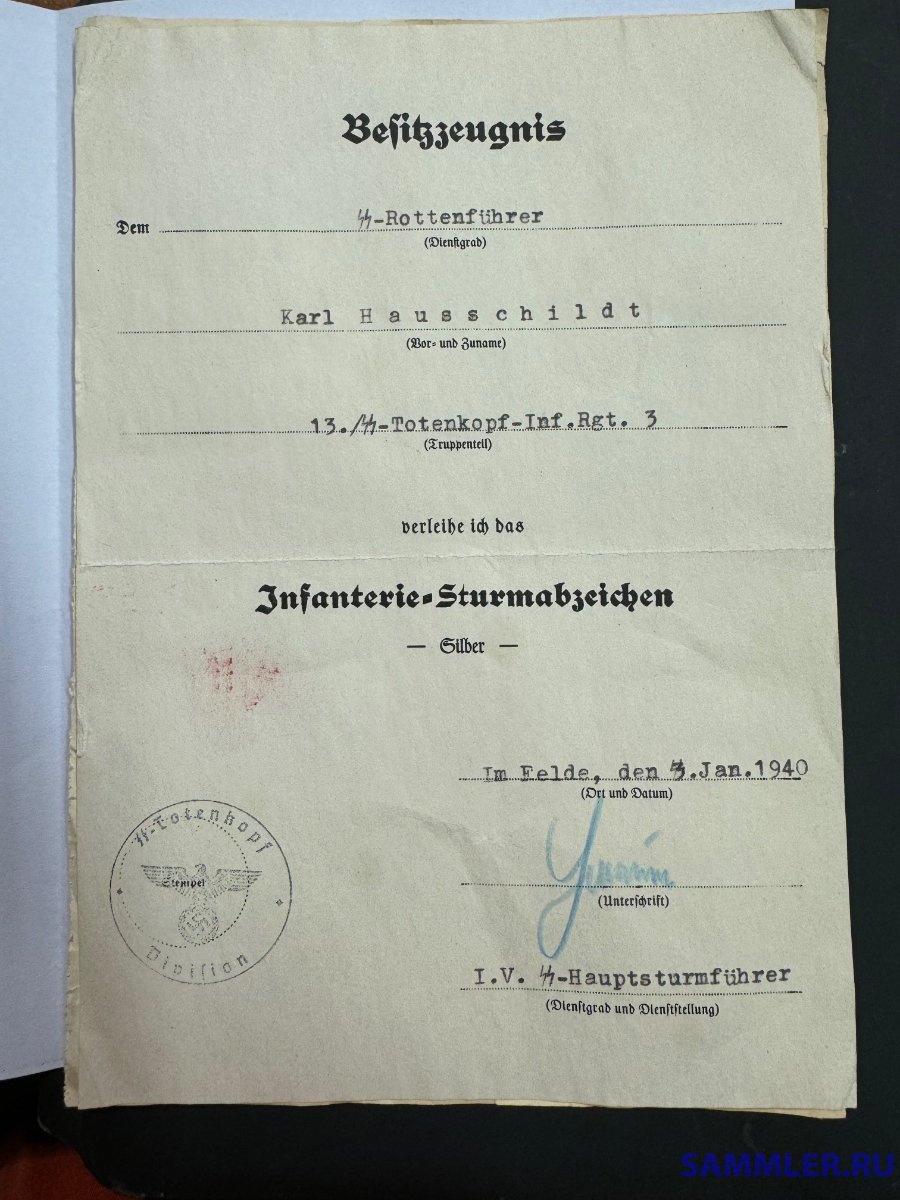 Besitzzeugnis
Dem ᛋᛋ-Rottenführer
(Dienstgrad)
Karl Hausschildt
(Vor- und Zuname)
13./ᛋᛋ-Totenkopf-Inf.Rgt. 3
(Truppenteil)
verleihe ich das
Infanterie-Sturmabzeichen
— Silber —
Im Felde, den 3.Jan.1940
(Ort und Datum)
ᛋᛋ-Totenkopf
Stempel
Division
(Unterschrift)
I.V. ᛋᛋ-Hauptsturmführer
(Dienstgrad und Dienststellung)
SAMMLER.RU